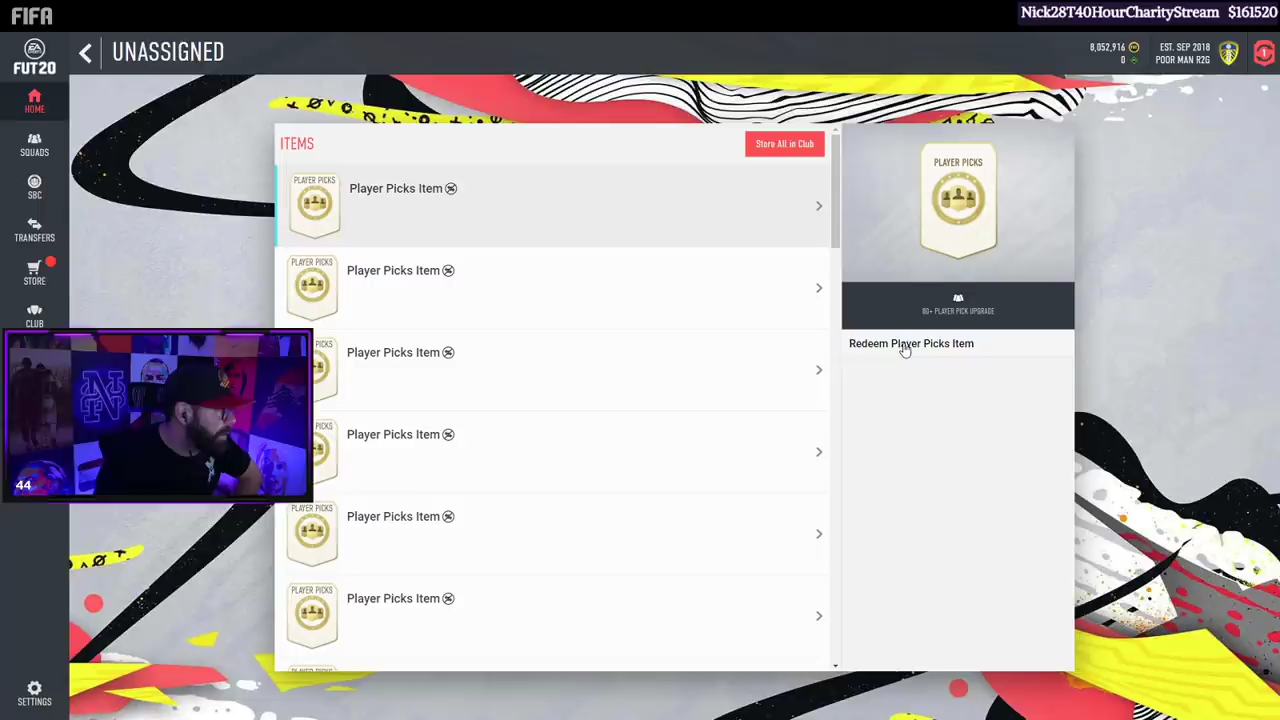 FIFA
Nick28T40HourCharityStream $161520
EA SPORTS
FUT20
UNASSIGNED
8,052,916
0
EST. SEP 2018
POOR MAN R2G
1
HOME
SQUADS
SBC
TRANSFERS
STORE
CLUB
SETTINGS
ITEMS
Store All in Club
PLAYER PICKS
Player Picks Item
PLAYER PICKS
Player Picks Item
Player Picks Item
Player Picks Item
PLAYER PICKS
Player Picks Item
PLAYER PICKS
Player Picks Item
PLAYER PICKS
80+ PLAYER PICK UPGRADE
Redeem Player Picks Item
N
44